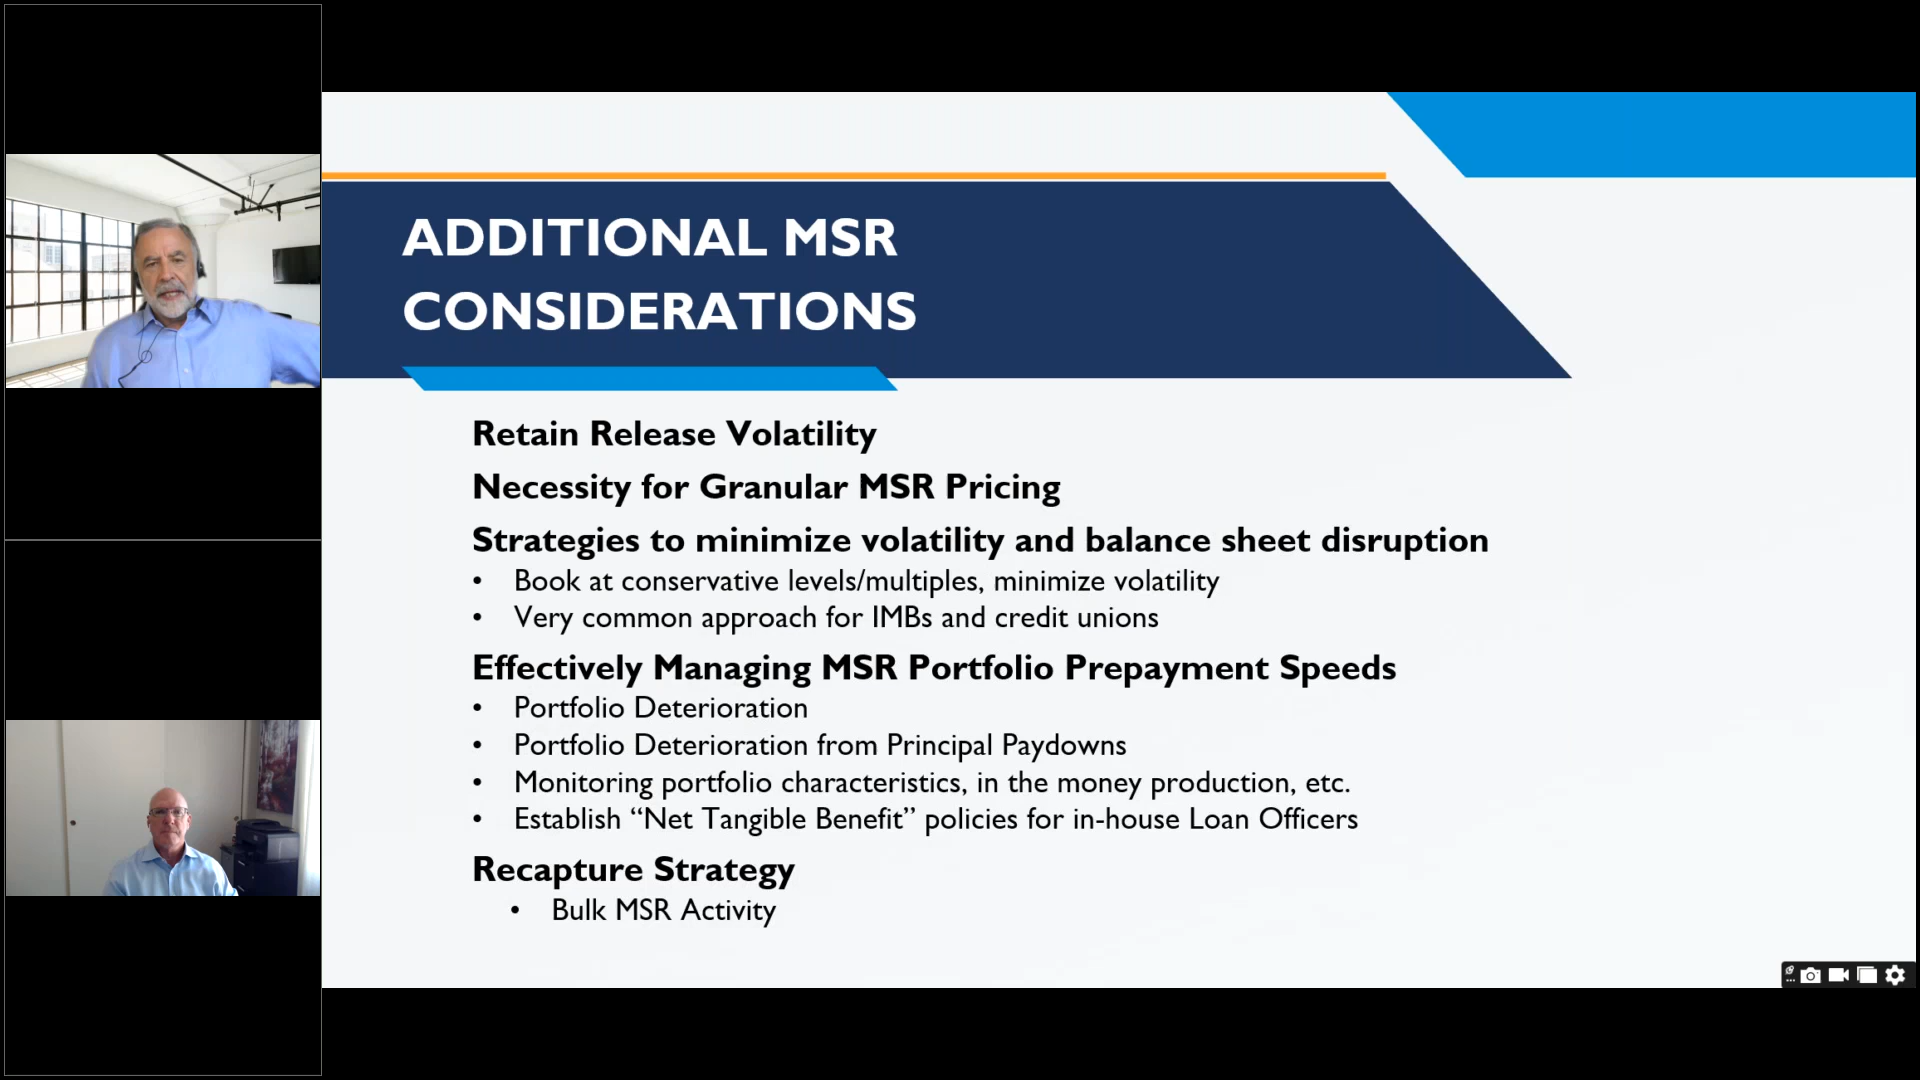 ADDITIONAL MSR
CONSIDERATIONS
Retain Release Volatility
Necessity for Granular MSR Pricing
Strategies to minimize volatility and balance sheet disruption
• Book at conservative levels/multiples, minimize volatility
• Very common approach for IMBs and credit unions
Effectively Managing MSR Portfolio Prepayment Speeds
• Portfolio Deterioration
• Portfolio Deterioration from Principal Paydowns
• Monitoring portfolio characteristics, in the money production, etc.
• Establish “Net Tangible Benefit” policies for in-house Loan Officers
Recapture Strategy
• Bulk MSR Activity